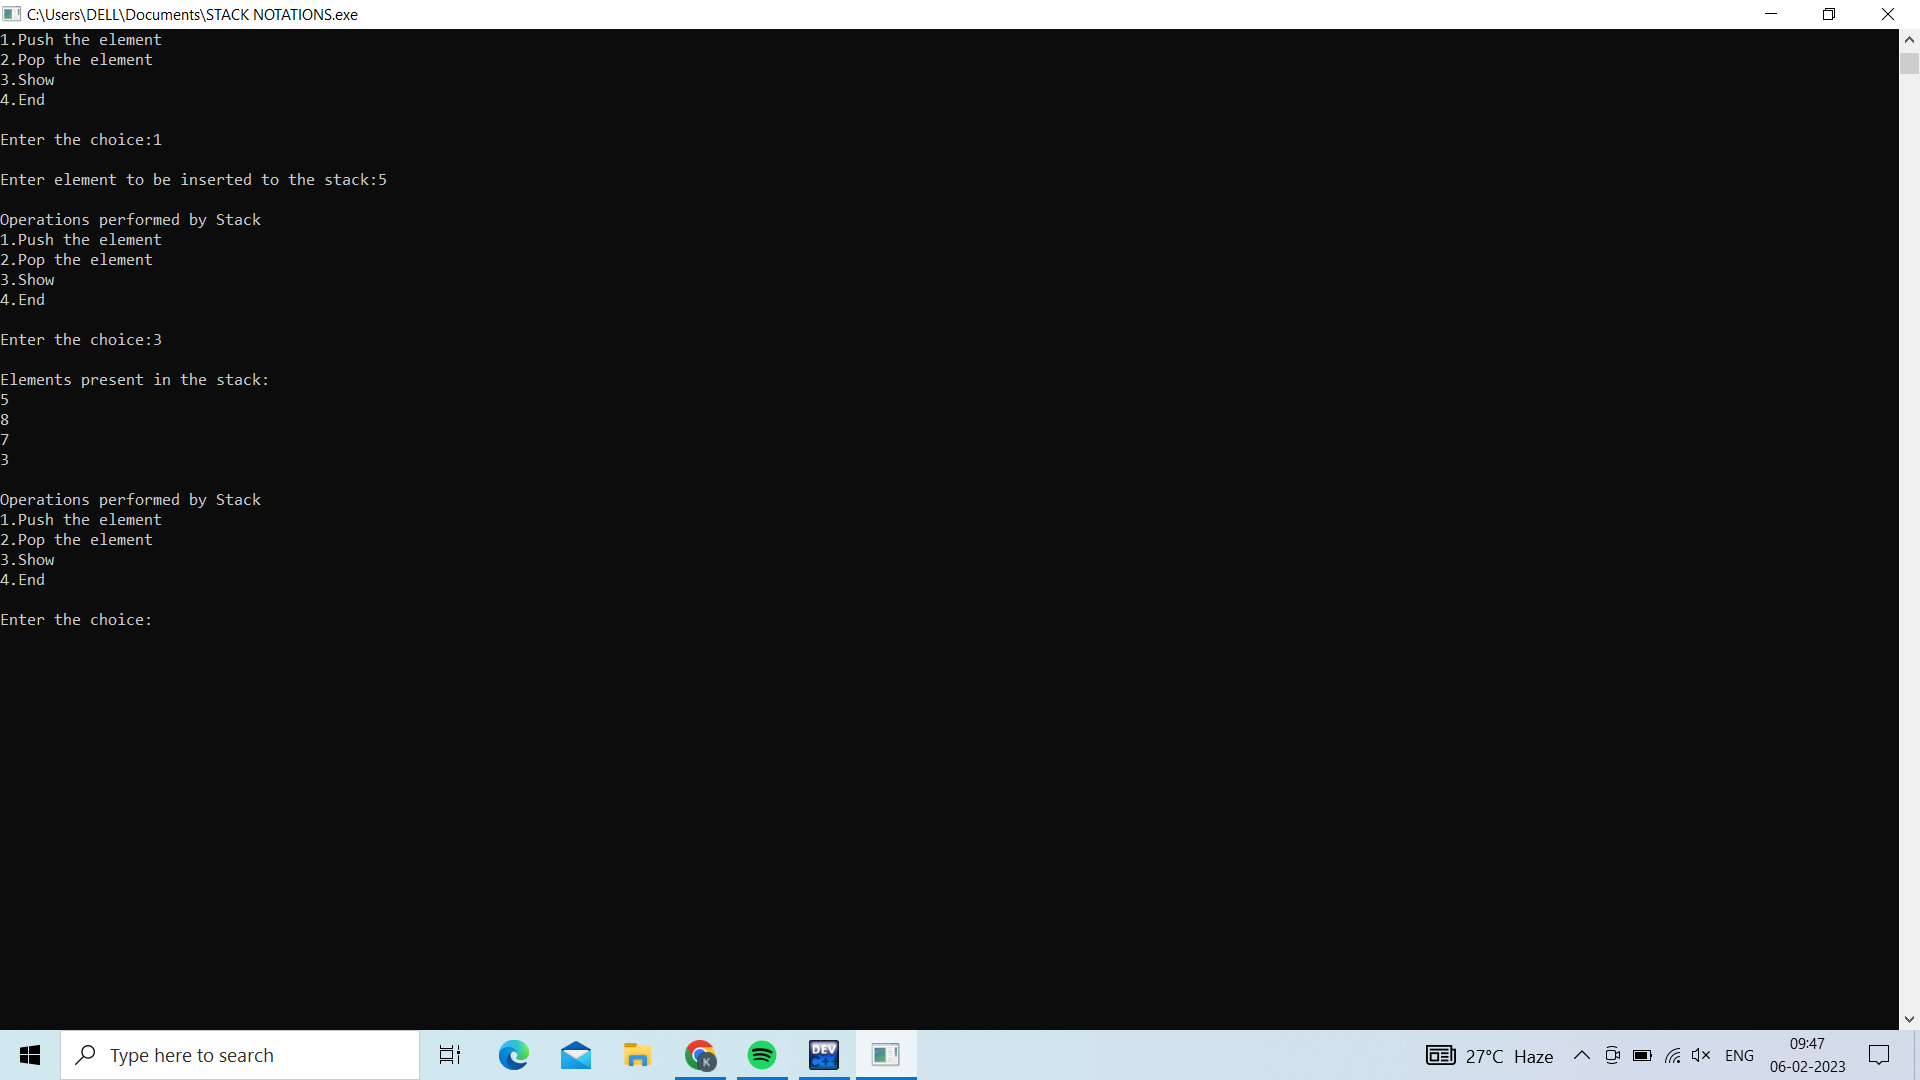 C:\Users\DELL\Documents\STACK NOTATIONS.exe
1.Push the element
2.Pop the element
3.Show
4.End
Enter the choice:1
Enter element to be inserted to the stack:5
Operations performed by Stack
1.Push the element
2.Pop the element
3.Show
4.End
Enter the choice:3
Elements present in the stack:
5
8
7
3
Operations performed by Stack
1.Push the element
2.Pop the element
3.Show
4.End
Enter the choice:
Type here to search
K
DEV
C++
27°C Haze
ENG
09:47
06-02-2023